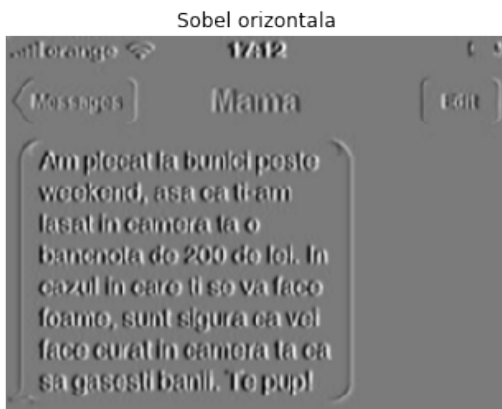 Sobel orizontala
orange 17:12
Messages Mama Edit
Am plecat la bunici peste
weekend, asa ca ti-am
lasat in camera ta o
bancnota de 200 de lei. In
cazul in care ti se va face
foame, sunt sigura ca vei
face curat in camera ta ca
sa gasesti banii. Te pup!